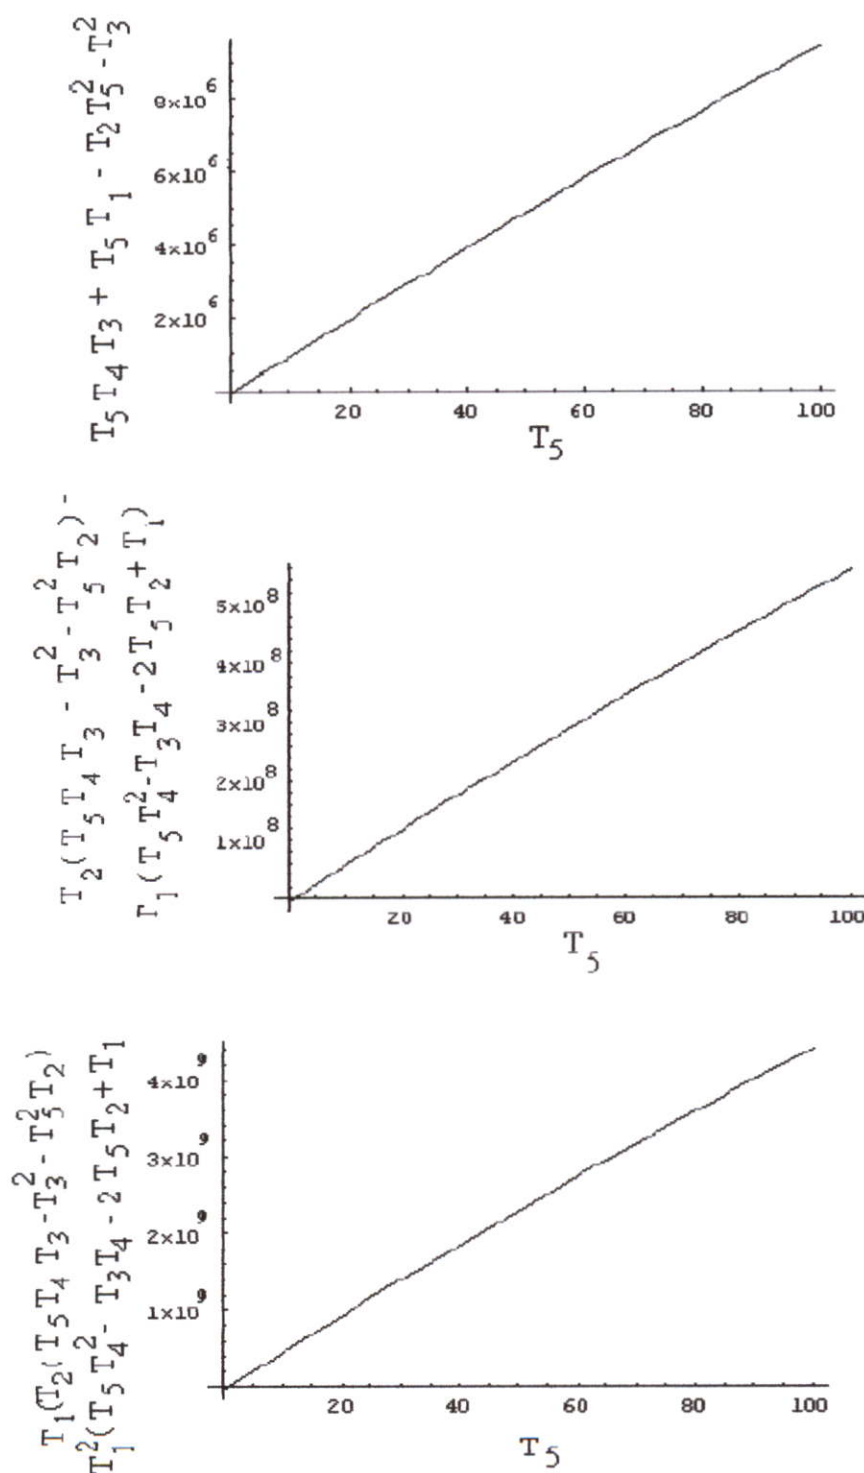 T₅T₄T₃ + T₅T₁ - T₂T₅² - T₃²
8×10⁶
6×10⁶
4×10⁶
2×10⁶
20 40 60 80 100
T₅
T₂(T₅T₄T₃ - T₃² - T₅²T₂) -
T₁(T₅T₄² - T₃T₄ - 2T₅T₂ + T₁)
5×10⁸
4×10⁸
3×10⁸
2×10⁸
1×10⁸
20 40 60 80 100
T₅
T₁(T₂(T₅T₄T₃ - T₃² - T₅²T₂)
T₁²(T₅T₄² - T₃T₄ - 2T₅T₂ + T₁
4×10⁹
3×10⁹
2×10⁹
1×10⁹
20 40 60 80 100
T₅